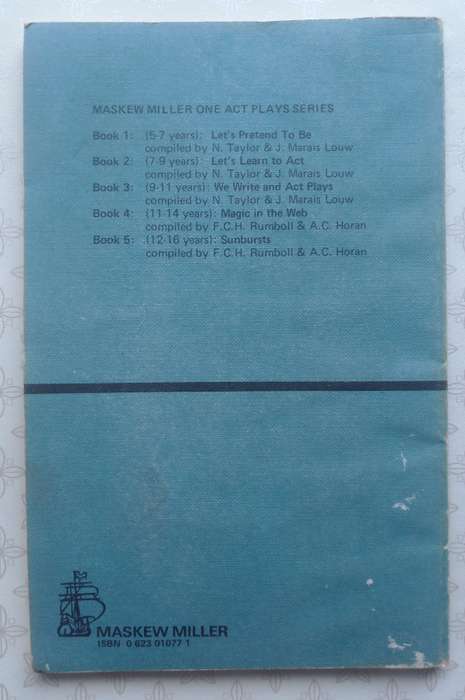 MASKEW MILLER ONE ACT PLAYS SERIES
Book 1: (5-7 years): Let's Pretend To Be
compiled by N. Taylor & J. Marais Louw
Book 2: (7-9 years): Let's Learn to Act
compiled by N. Taylor & J. Marais Louw
Book 3: (9-11 years): We Write and Act Plays
compiled by N. Taylor & J. Marais Louw
Book 4: (11-14 years): Magic in the Web
compiled by F.C.H. Rumboll & A.C. Horan
Book 5: (12-16 years): Sunbursts
compiled by F.C.H. Rumboll & A.C. Horan
MASKEW MILLER
ISBN 0 623 01077 1